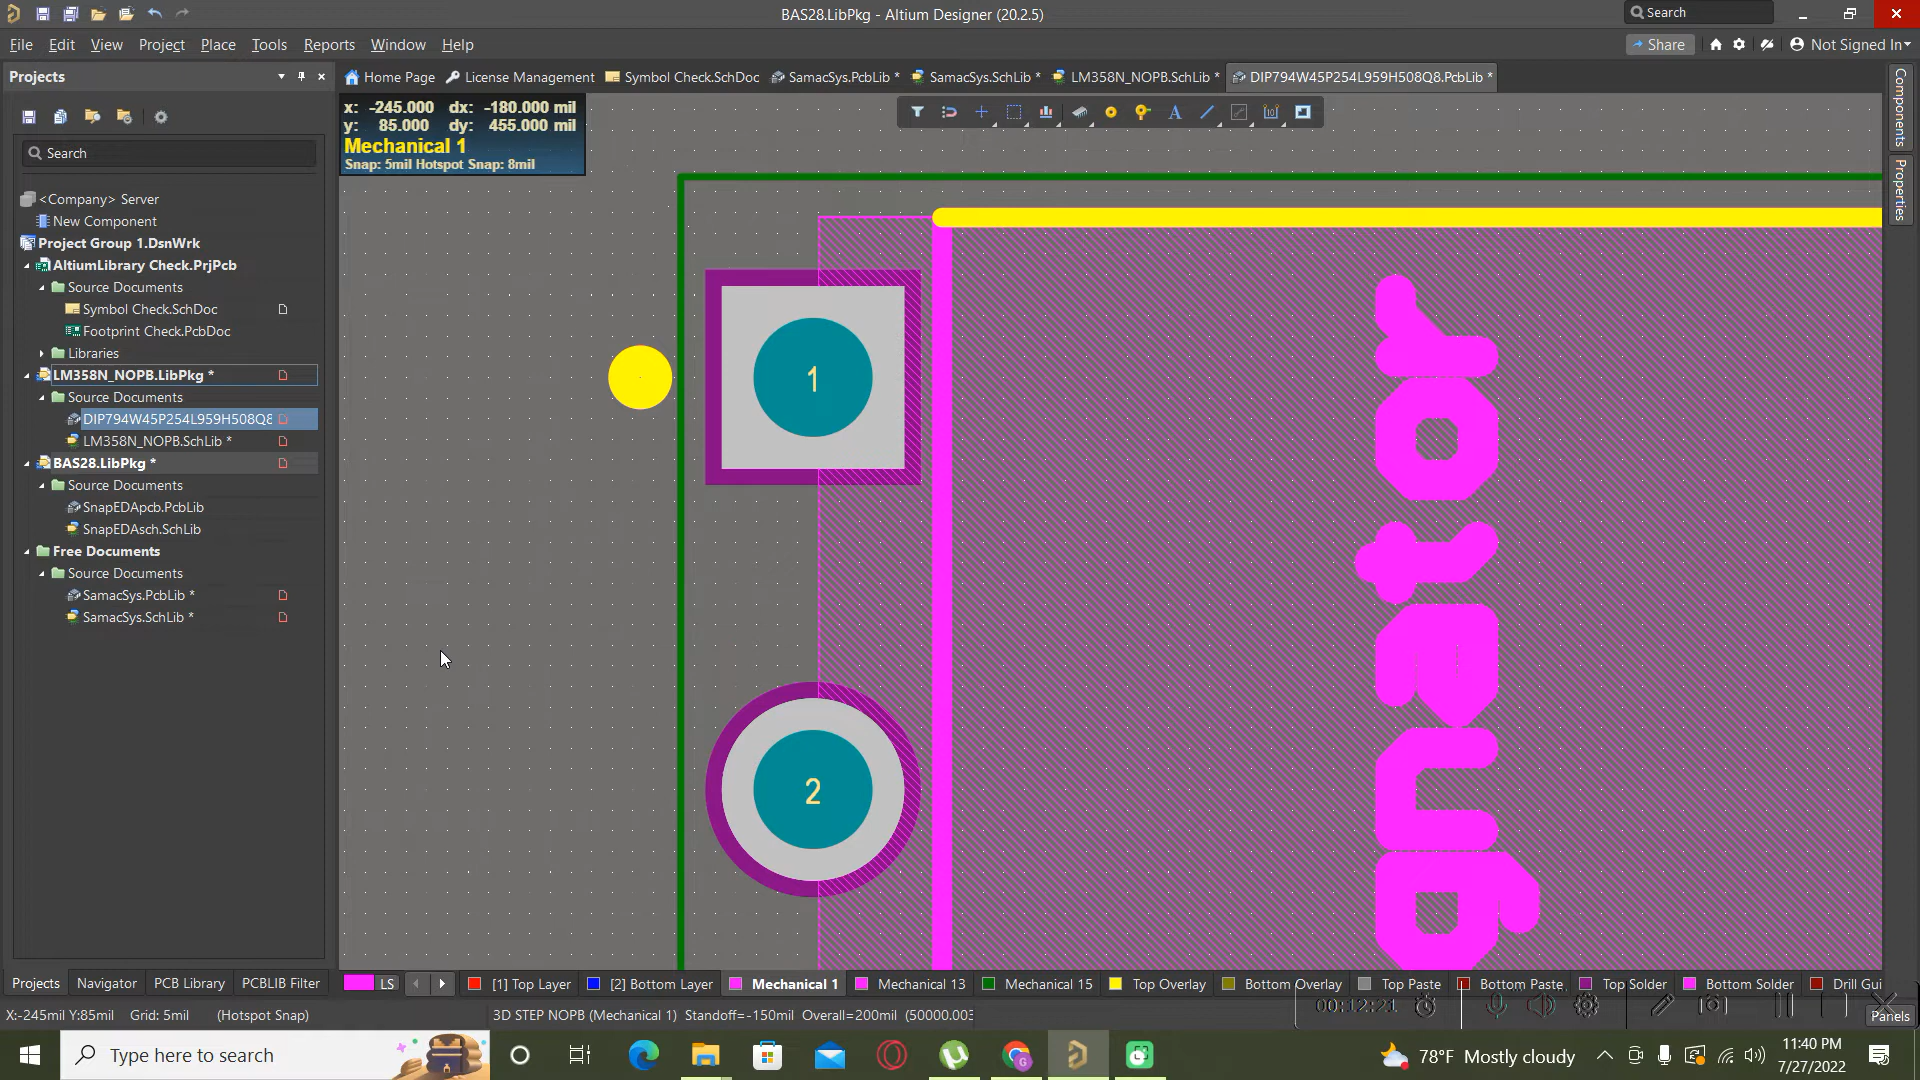 BAS28.LibPkg - Altium Designer (20.2.5)
Search
File Edit View Project Place Tools Reports Window Help
Share
Not Signed In
Projects
Home Page
License Management
Symbol Check.SchDoc
SamacSys.PcbLib *
SamacSys.SchLib *
LM358N_NOPB.SchLib *
DIP794W45P254L959H508Q8.PcbLib *
x: -245.000 dx: -180.000 mil
y: 85.000 dy: 455.000 mil
Mechanical 1
Snap: 5mil Hotspot Snap: 8mil
Search
<Company> Server
New Component
Project Group 1.DsnWrk
AltiumLibrary Check.PrjPcb
Source Documents
Symbol Check.SchDoc
Footprint Check.PcbDoc
Libraries
LM358N_NOPB.LibPkg *
Source Documents
DIP794W45P254L959H508Q8
LM358N_NOPB.SchLib *
BAS28.LibPkg *
Source Documents
SnapEDApcb.PcbLib
SnapEDAsch.SchLib
Free Documents
Source Documents
SamacSys.PcbLib *
SamacSys.SchLib *
Components
Properties
1
2
Projects Navigator PCB Library PCBLIB Filter
LS
[1] Top Layer
[2] Bottom Layer
Mechanical 1
Mechanical 13
Mechanical 15
Top Overlay
Bottom Overlay
Top Paste
Bottom Paste
Top Solder
Bottom Solder
Drill Gui
X:-245mil Y:85mil Grid: 5mil (Hotspot Snap)
3D STEP NOPB (Mechanical 1) Standoff=-150mil Overall=200mil (50000.003
00:12:21
Panels
Type here to search
78°F Mostly cloudy
11:40 PM
7/27/2022